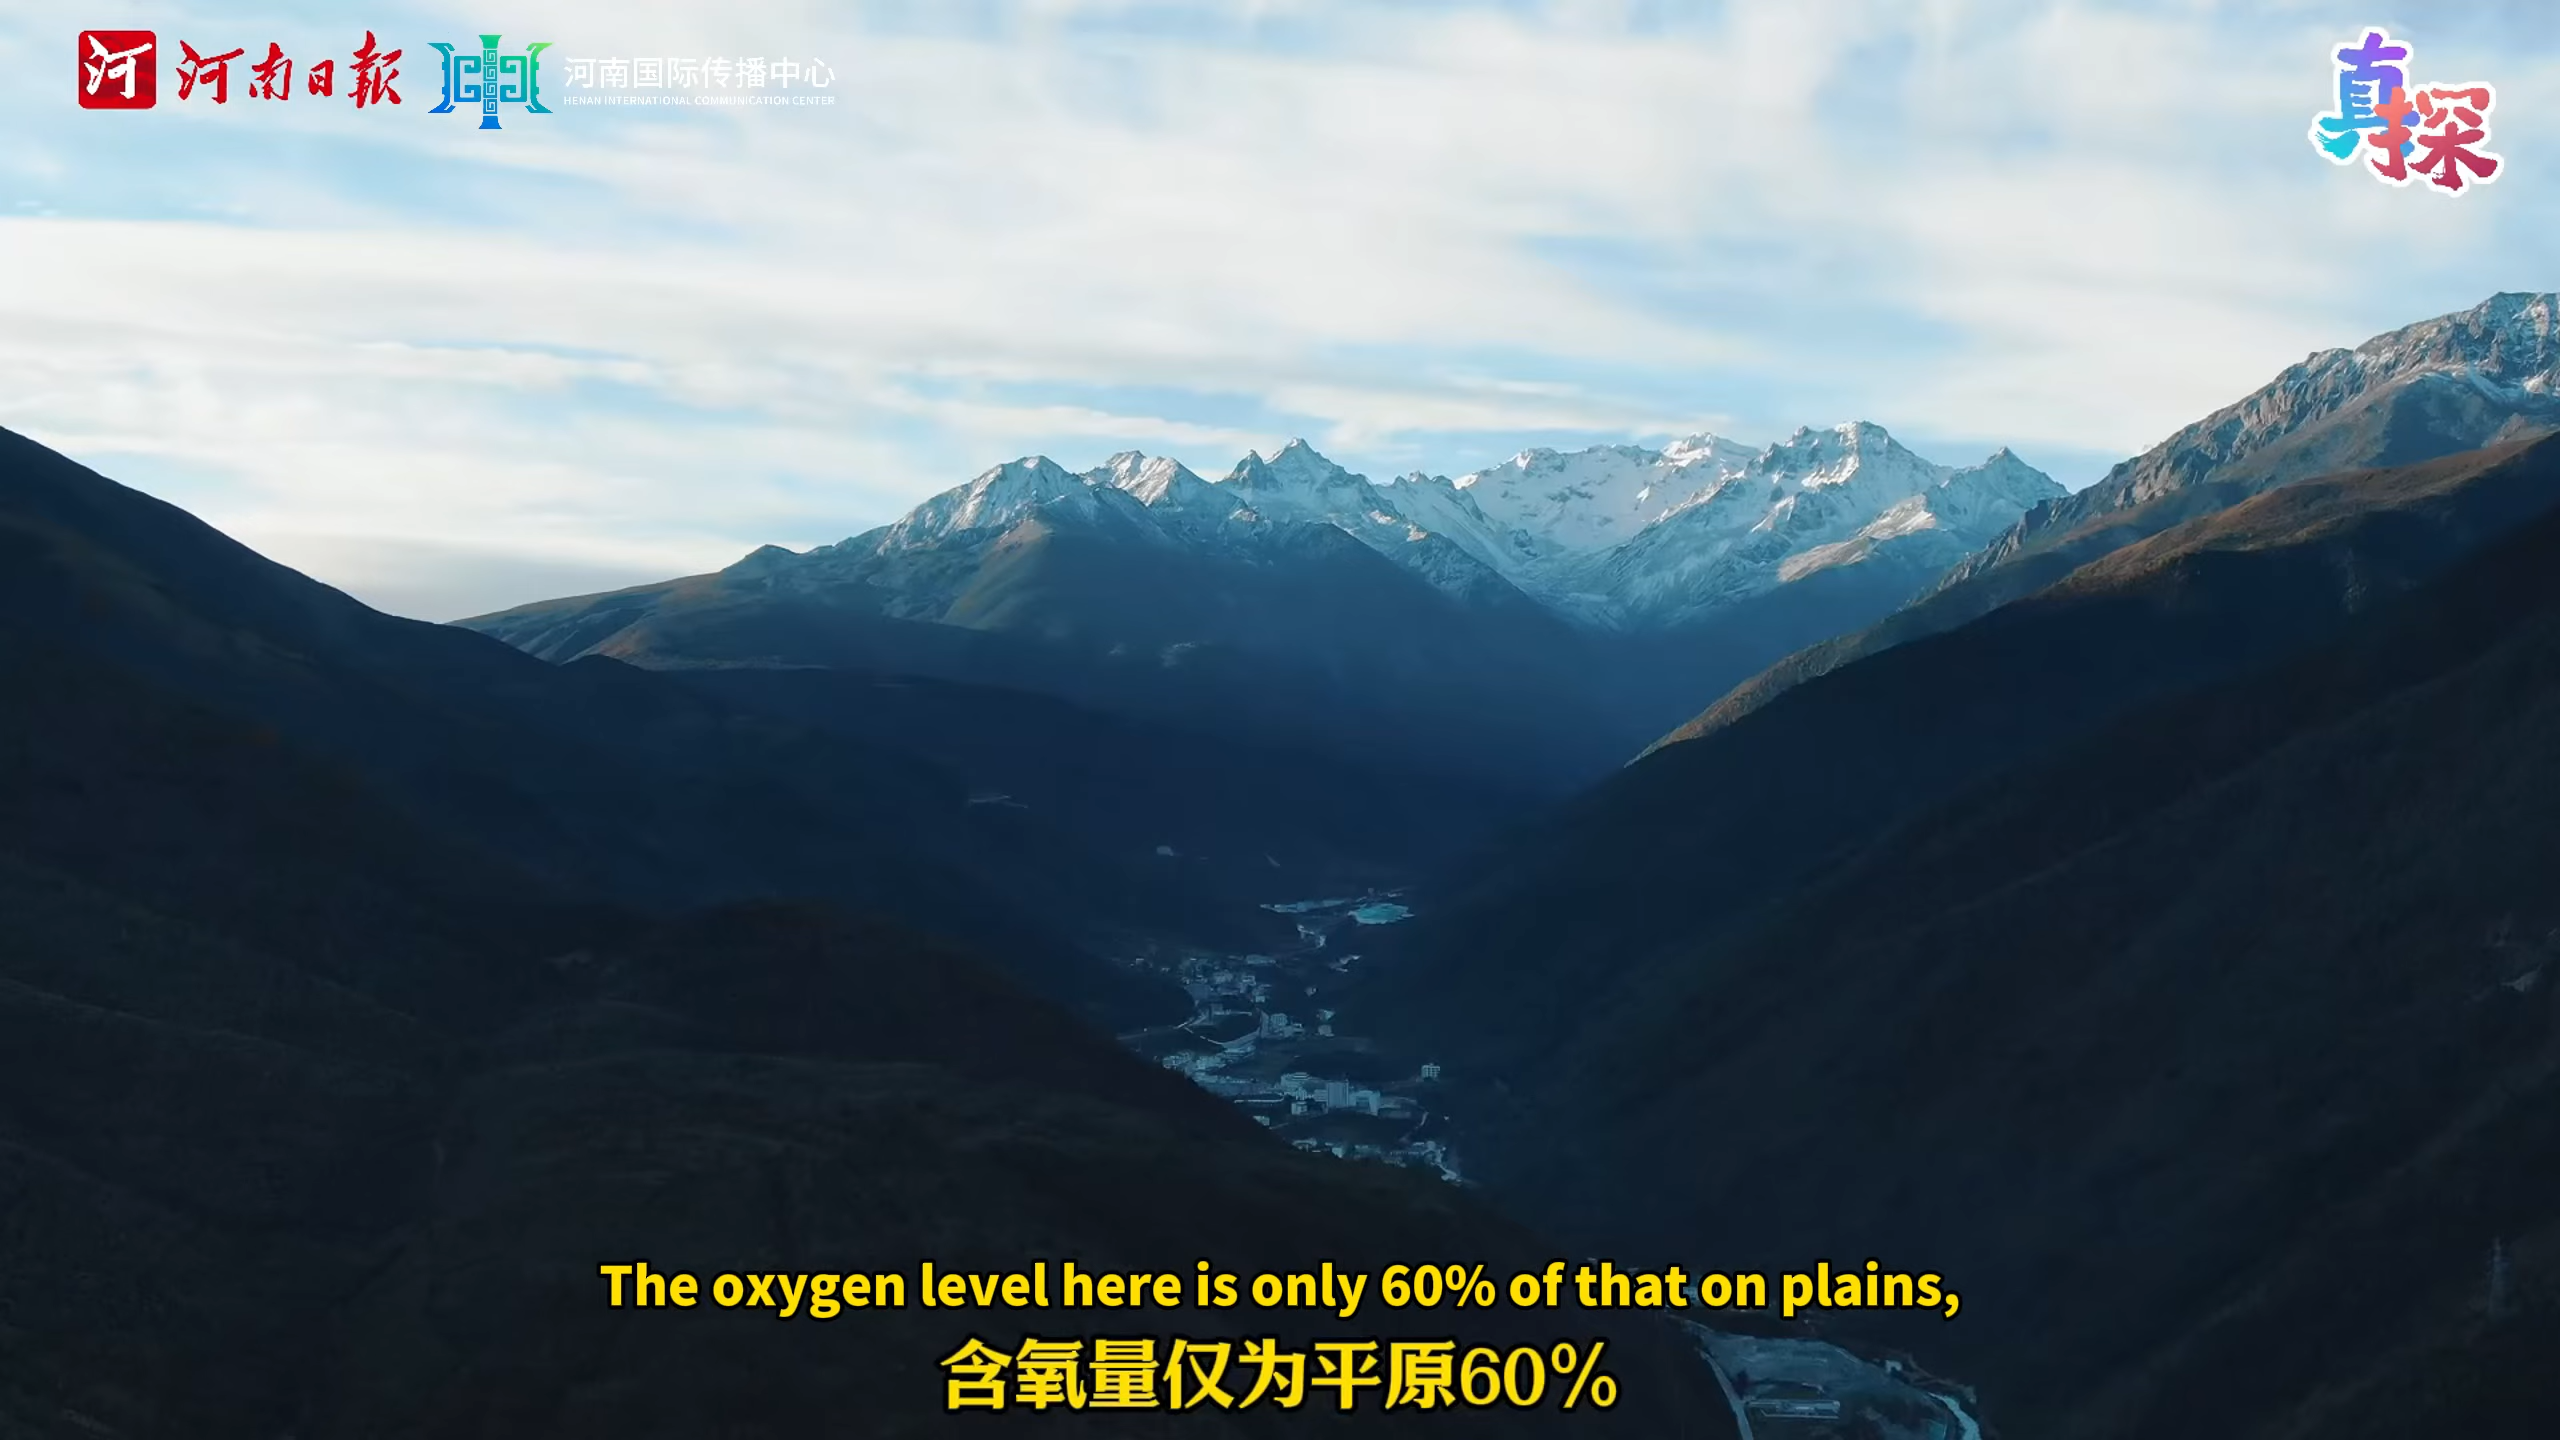 河 河南日报
河南国际传播中心
HENAN INTERNATIONAL COMMUNICATION CENTER
真探
The oxygen level here is only 60% of that on plains,
含氧量仅为平原60%